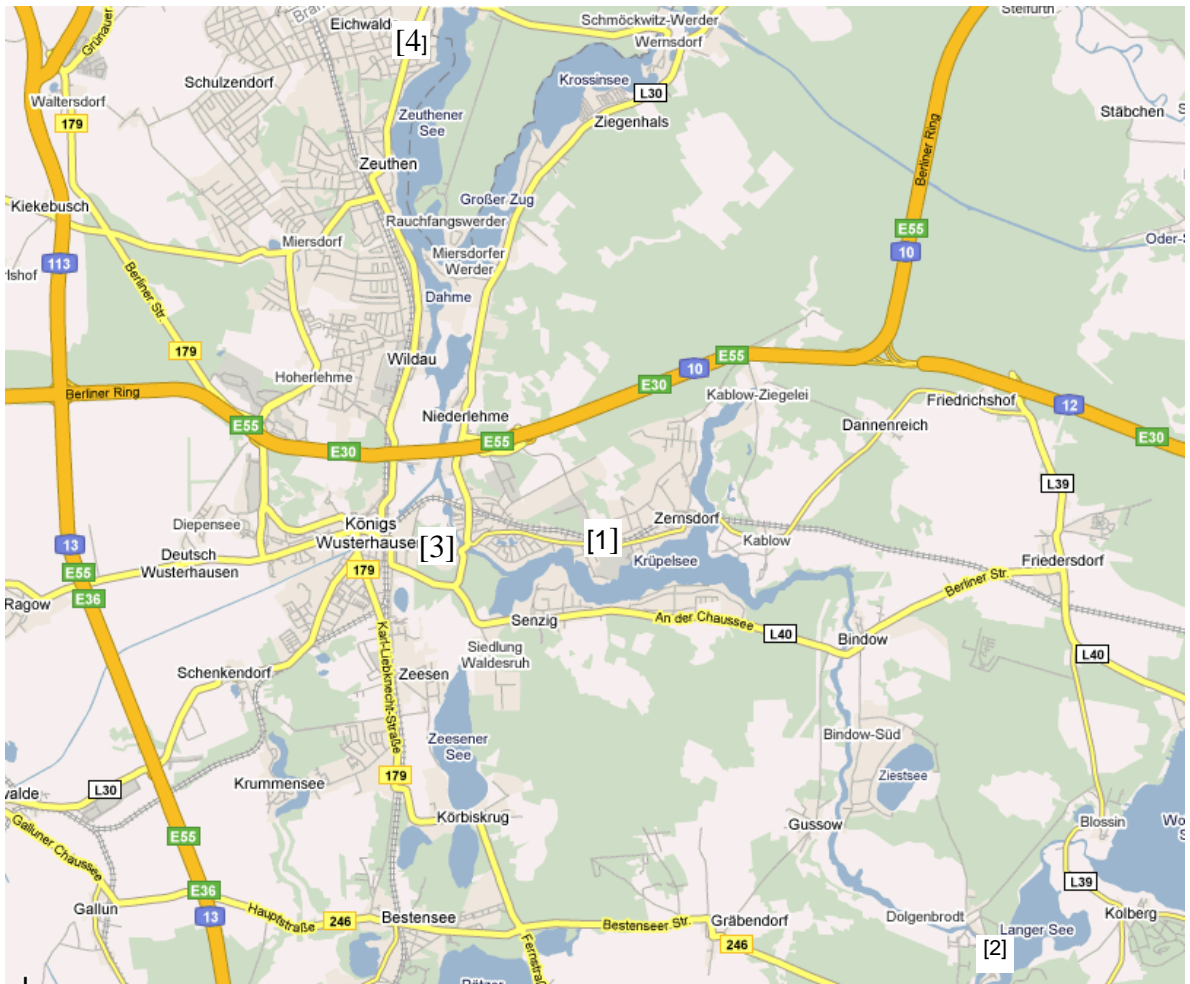 Eichwalde
[4]
Schmöckwitz-Werder
Wernsdorf
Steinfurth
Grünauer
Schulzendorf
Krossinsee
L30
Waltersdorf
179
Zeuthener
See
Ziegenhals
Stäbchen
Berliner Ring
Zeuthen
Kiekebusch
Großer Zug
Rauchfangswerder
E55
10
Miersdorf
Miersdorfer
Werder
Oder-S
113
rlshof
Berliner Str.
Dahme
179
Wildau
10
E55
Berliner Ring
Hoherlehme
E30
Kablow-Ziegelei
Friedrichshof
12
Niederlehme
Dannenreich
E55
E30
E55
E30
L39
Diepensee
Königs
Wusterhausen
[3]
[1]
Zernsdorf
Kablow
13
Deutsch
Wusterhausen
Krüpelsee
Friedersdorf
E55
E36
179
Ragow
Berliner Str.
Senzig
An der Chaussee
L40
Bindow
Siedlung
Waldesruh
L40
Schenkendorf
Zeesen
Karl-Liebknecht-Straße
Zeesener
See
Bindow-Süd
Ziestsee
179
Krummensee
L30
walde
Körbiskrug
Gussow
Blossin
Wo
S
E55
Galluner Chaussee
E36
L39
13
Gallun
Hauptstraße
246
Bestensee
Bestenseer Str.
Gräbendorf
246
Dolgenbrodt
Langer See
Kolberg
[2]
Fernstraß